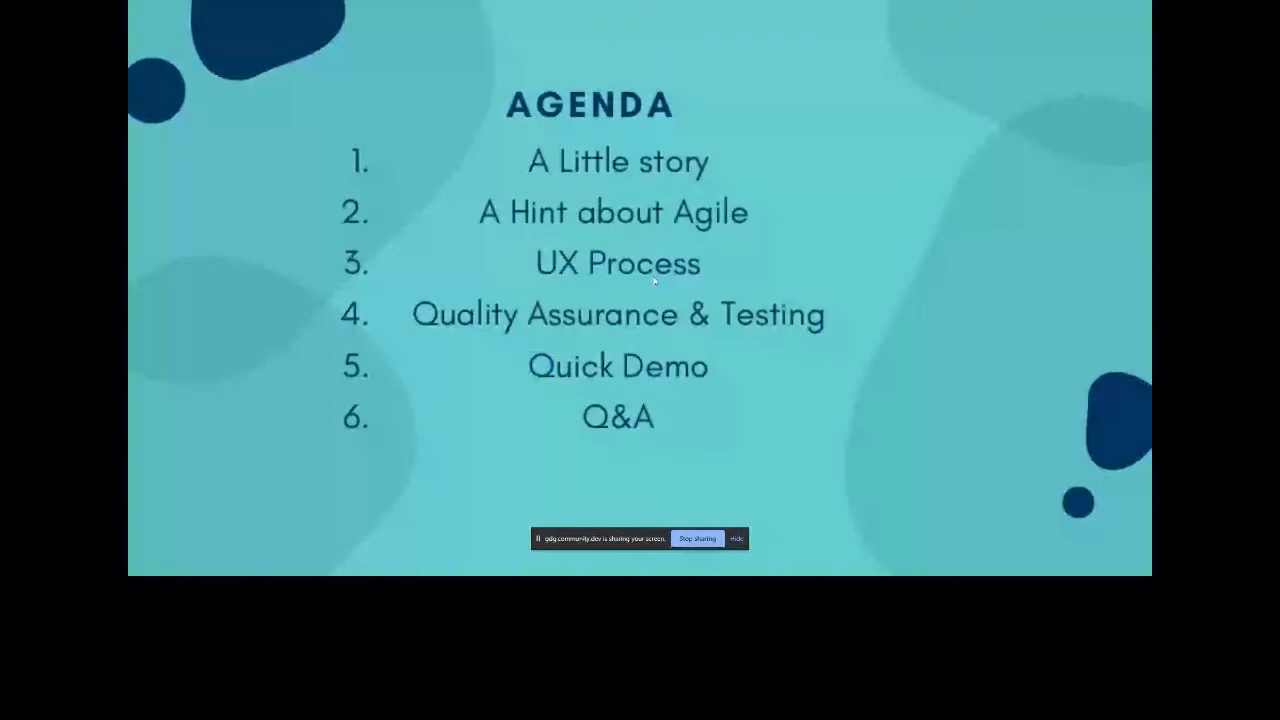 AGENDA
1. A Little story
2. A Hint about Agile
3. UX Process
4. Quality Assurance & Testing
5. Quick Demo
6. Q&A
gdg.community.dev is sharing your screen. Stop sharing Hide